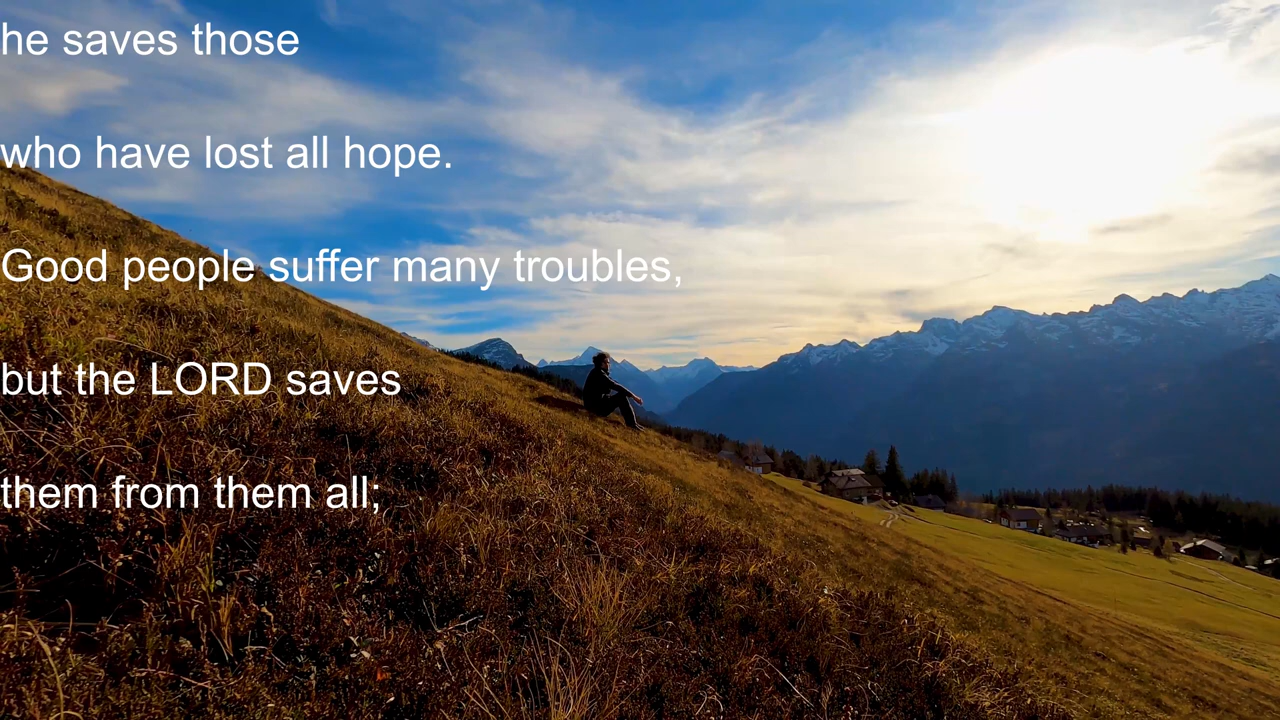 he saves those
who have lost all hope.
Good people suffer many troubles,
but the LORD saves
them from them all;